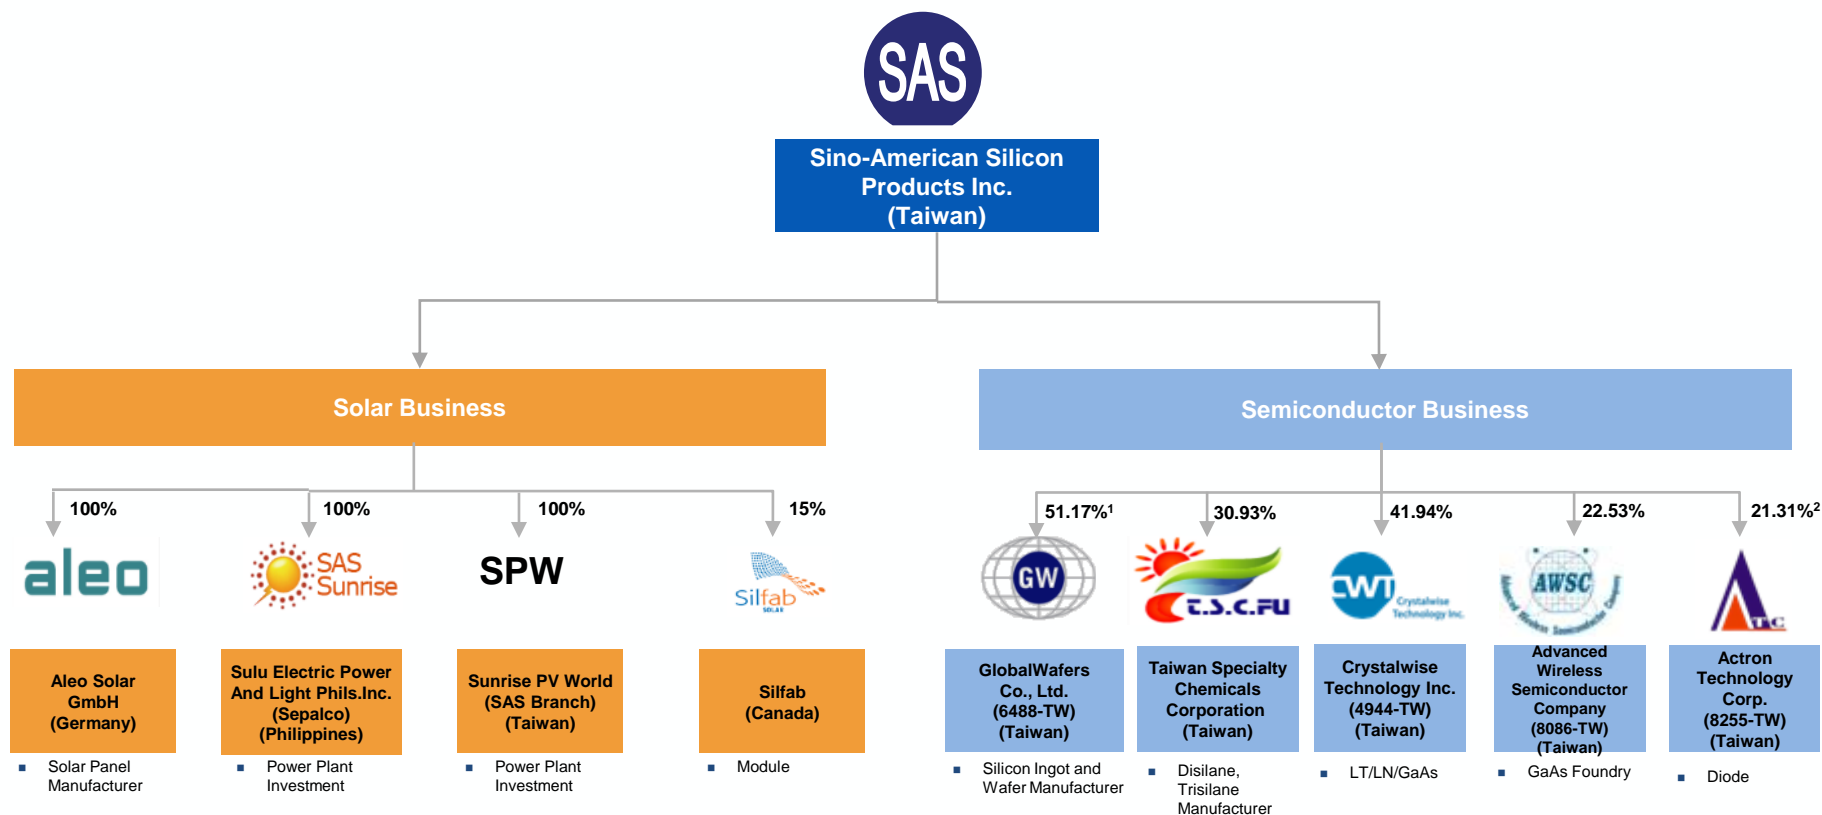 SAS
Sino-American Silicon
Products Inc.
(Taiwan)
Solar Business
Semiconductor Business
100%
100%
100%
15%
51.17%1
30.93%
41.94%
22.53%
21.31%2
aleo
SAS
Sunrise
SPW
Silfab
SOLAR
GW
T.S.C.FU
CWT
Crystalwise
Technology Inc.
AWSC
Advanced Wireless Semiconductor Company
ATC
Aleo Solar
GmbH
(Germany)
Sulu Electric Power
And Light Phils.Inc.
(Sepalco)
(Philippines)
Sunrise PV World
(SAS Branch)
(Taiwan)
Silfab
(Canada)
GlobalWafers
Co., Ltd.
(6488-TW)
(Taiwan)
Taiwan Specialty
Chemicals
Corporation
(Taiwan)
Crystalwise
Technology Inc.
(4944-TW)
(Taiwan)
Advanced
Wireless
Semiconductor
Company
(8086-TW)
(Taiwan)
Actron
Technology
Corp.
(8255-TW)
(Taiwan)
▪ Solar Panel
Manufacturer
▪ Power Plant
Investment
▪ Power Plant
Investment
▪ Module
▪ Silicon Ingot and
Wafer Manufacturer
▪ Disilane,
Trisilane
Manufacturer
▪ LT/LN/GaAs
▪ GaAs Foundry
▪ Diode